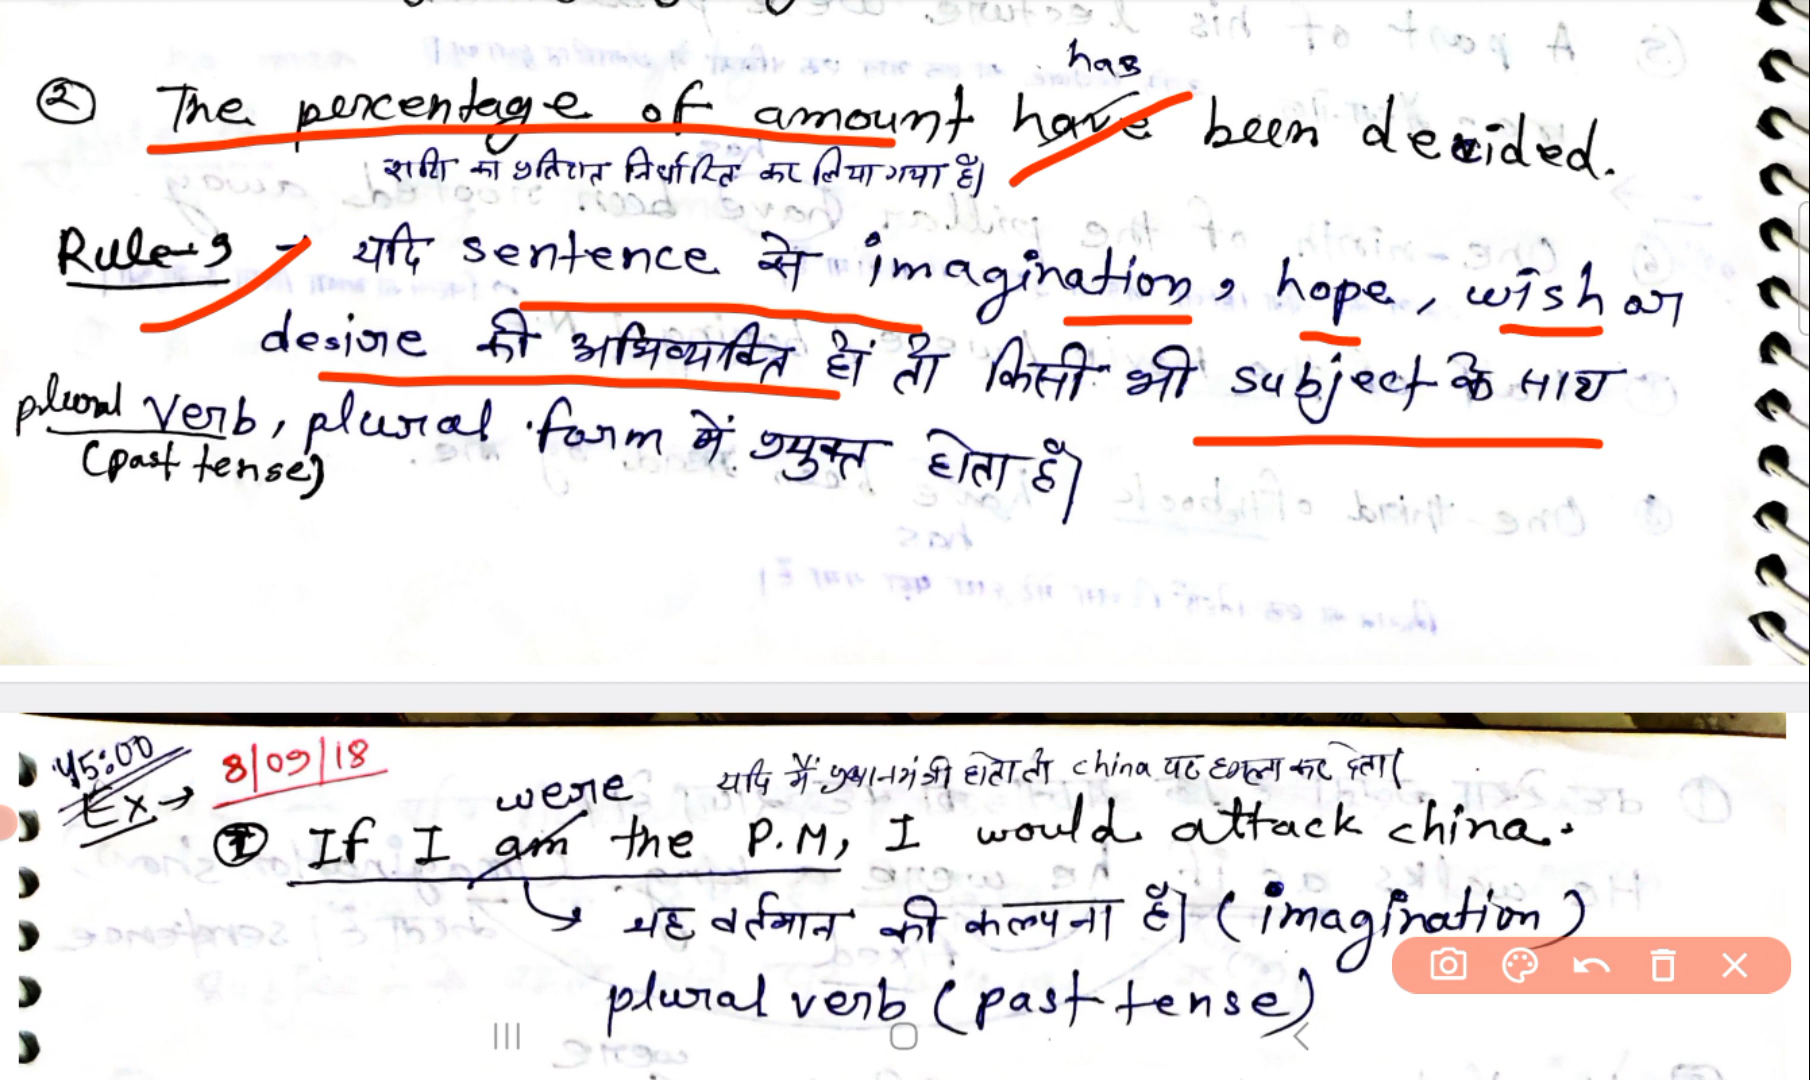 has
② The percentage of amount have been decided.
राशि का प्रतिशत निर्धारित कर लिया गया है।
Rule-9 → यदि sentence से imagination, hope, wish या
desire की अभिव्यक्ति हो तो किसी भी subject के साथ
plural verb, plural form में प्रयुक्त होता है।
(past tense)
45:00 8/09/18
were यदि मैं प्रधानमंत्री होता तो china पर हमला कर देता।
Ex→
① If I am the P.M, I would attack china.
यह वर्तमान की कल्पना है। (imagination)
plural verb (past tense)